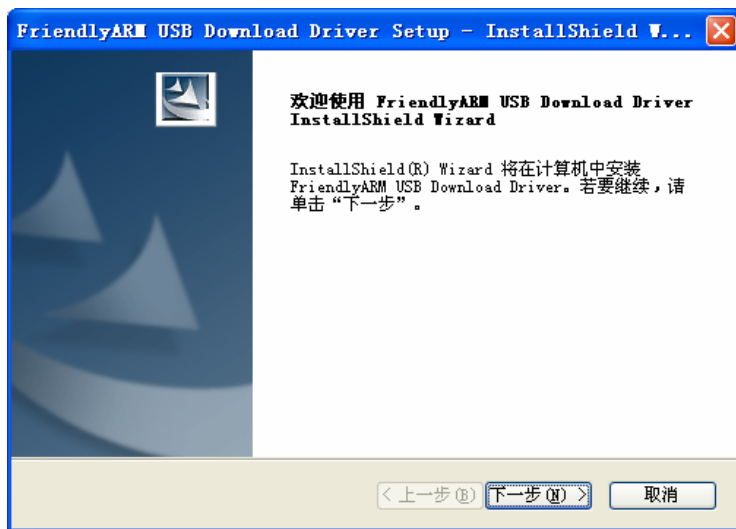 FriendlyARM USB Download Driver Setup - InstallShield W...
欢迎使用 FriendlyARM USB Download Driver
InstallShield Wizard
InstallShield(R) Wizard 将在计算机中安装
FriendlyARM USB Download Driver。若要继续，请
单击“下一步”。
< 上一步(B) 下一步(N) > 取消